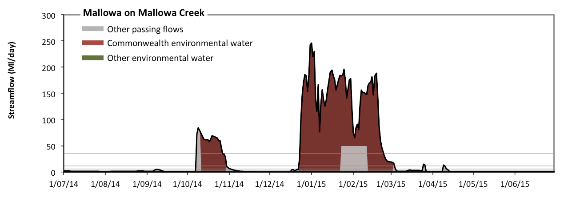 Mallowa on Mallowa Creek
Other passing flows
Commonwealth environmental water
Other environmental water
Streamflow (Ml/day)
300
250
200
150
100
50
0
1/07/14 1/08/14 1/09/14 1/10/14 1/11/14 1/12/14 1/01/15 1/02/15 1/03/15 1/04/15 1/05/15 1/06/15